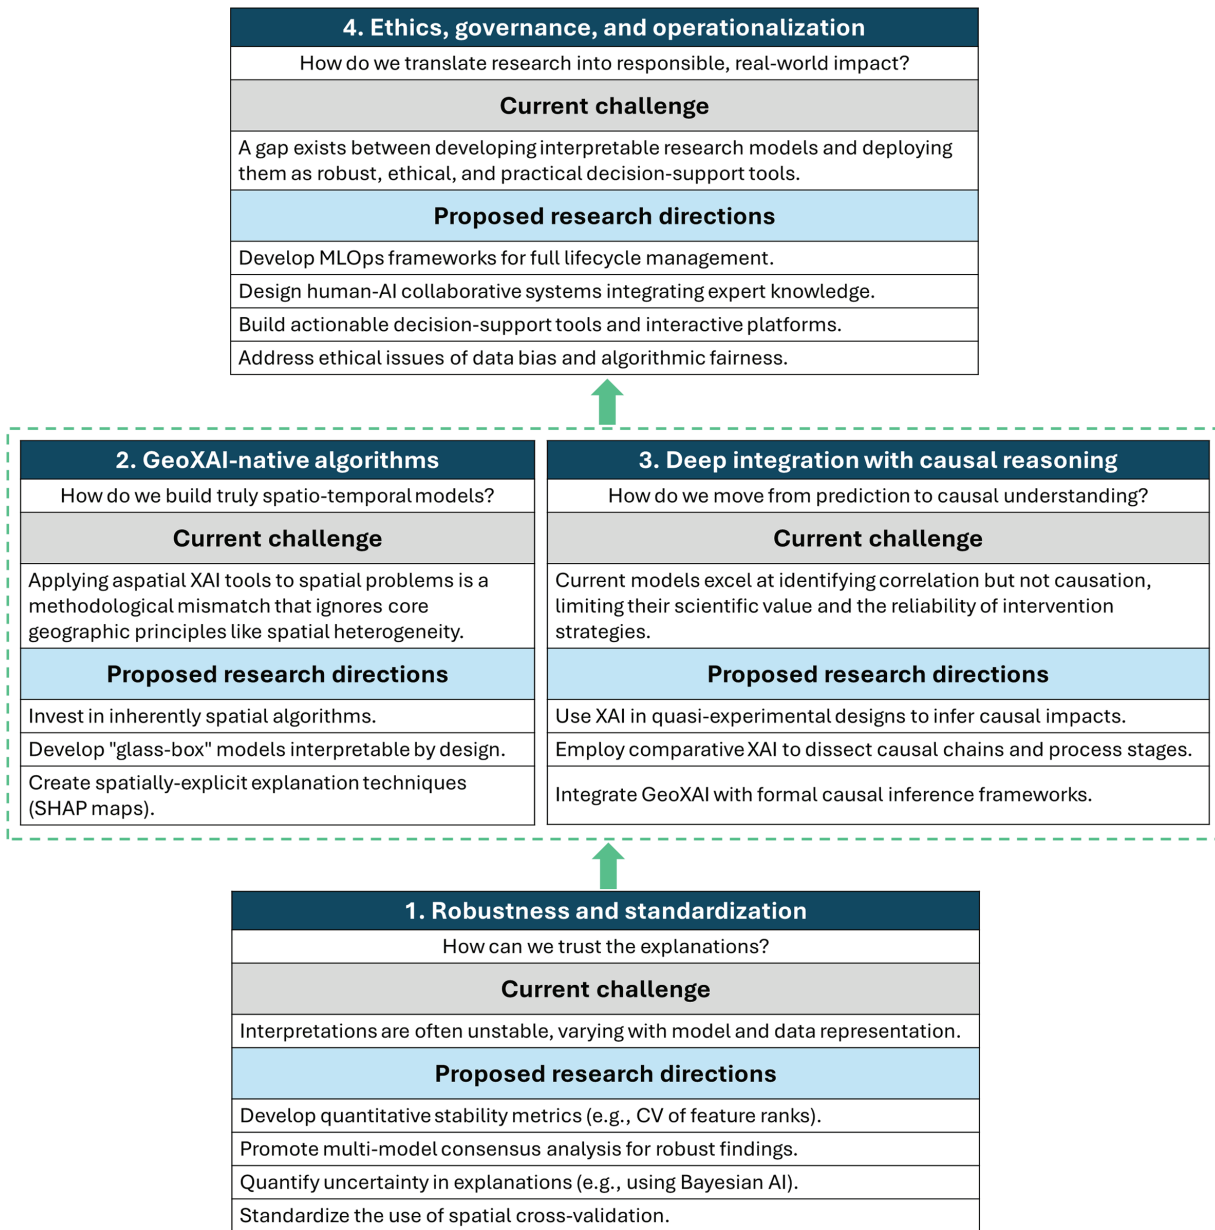 4. Ethics, governance, and operationalization
How do we translate research into responsible, real-world impact?
Current challenge
A gap exists between developing interpretable research models and deploying
them as robust, ethical, and practical decision-support tools.
Proposed research directions
Develop MLOps frameworks for full lifecycle management.
Design human-AI collaborative systems integrating expert knowledge.
Build actionable decision-support tools and interactive platforms.
Address ethical issues of data bias and algorithmic fairness.
2. GeoXAI-native algorithms
How do we build truly spatio-temporal models?
Current challenge
Applying aspatial XAI tools to spatial problems is a
methodological mismatch that ignores core
geographic principles like spatial heterogeneity.
Proposed research directions
Invest in inherently spatial algorithms.
Develop "glass-box" models interpretable by design.
Create spatially-explicit explanation techniques
(SHAP maps).
3. Deep integration with causal reasoning
How do we move from prediction to causal understanding?
Current challenge
Current models excel at identifying correlation but not causation,
limiting their scientific value and the reliability of intervention
strategies.
Proposed research directions
Use XAI in quasi-experimental designs to infer causal impacts.
Employ comparative XAI to dissect causal chains and process stages.
Integrate GeoXAI with formal causal inference frameworks.
1. Robustness and standardization
How can we trust the explanations?
Current challenge
Interpretations are often unstable, varying with model and data representation.
Proposed research directions
Develop quantitative stability metrics (e.g., CV of feature ranks).
Promote multi-model consensus analysis for robust findings.
Quantify uncertainty in explanations (e.g., using Bayesian AI).
Standardize the use of spatial cross-validation.